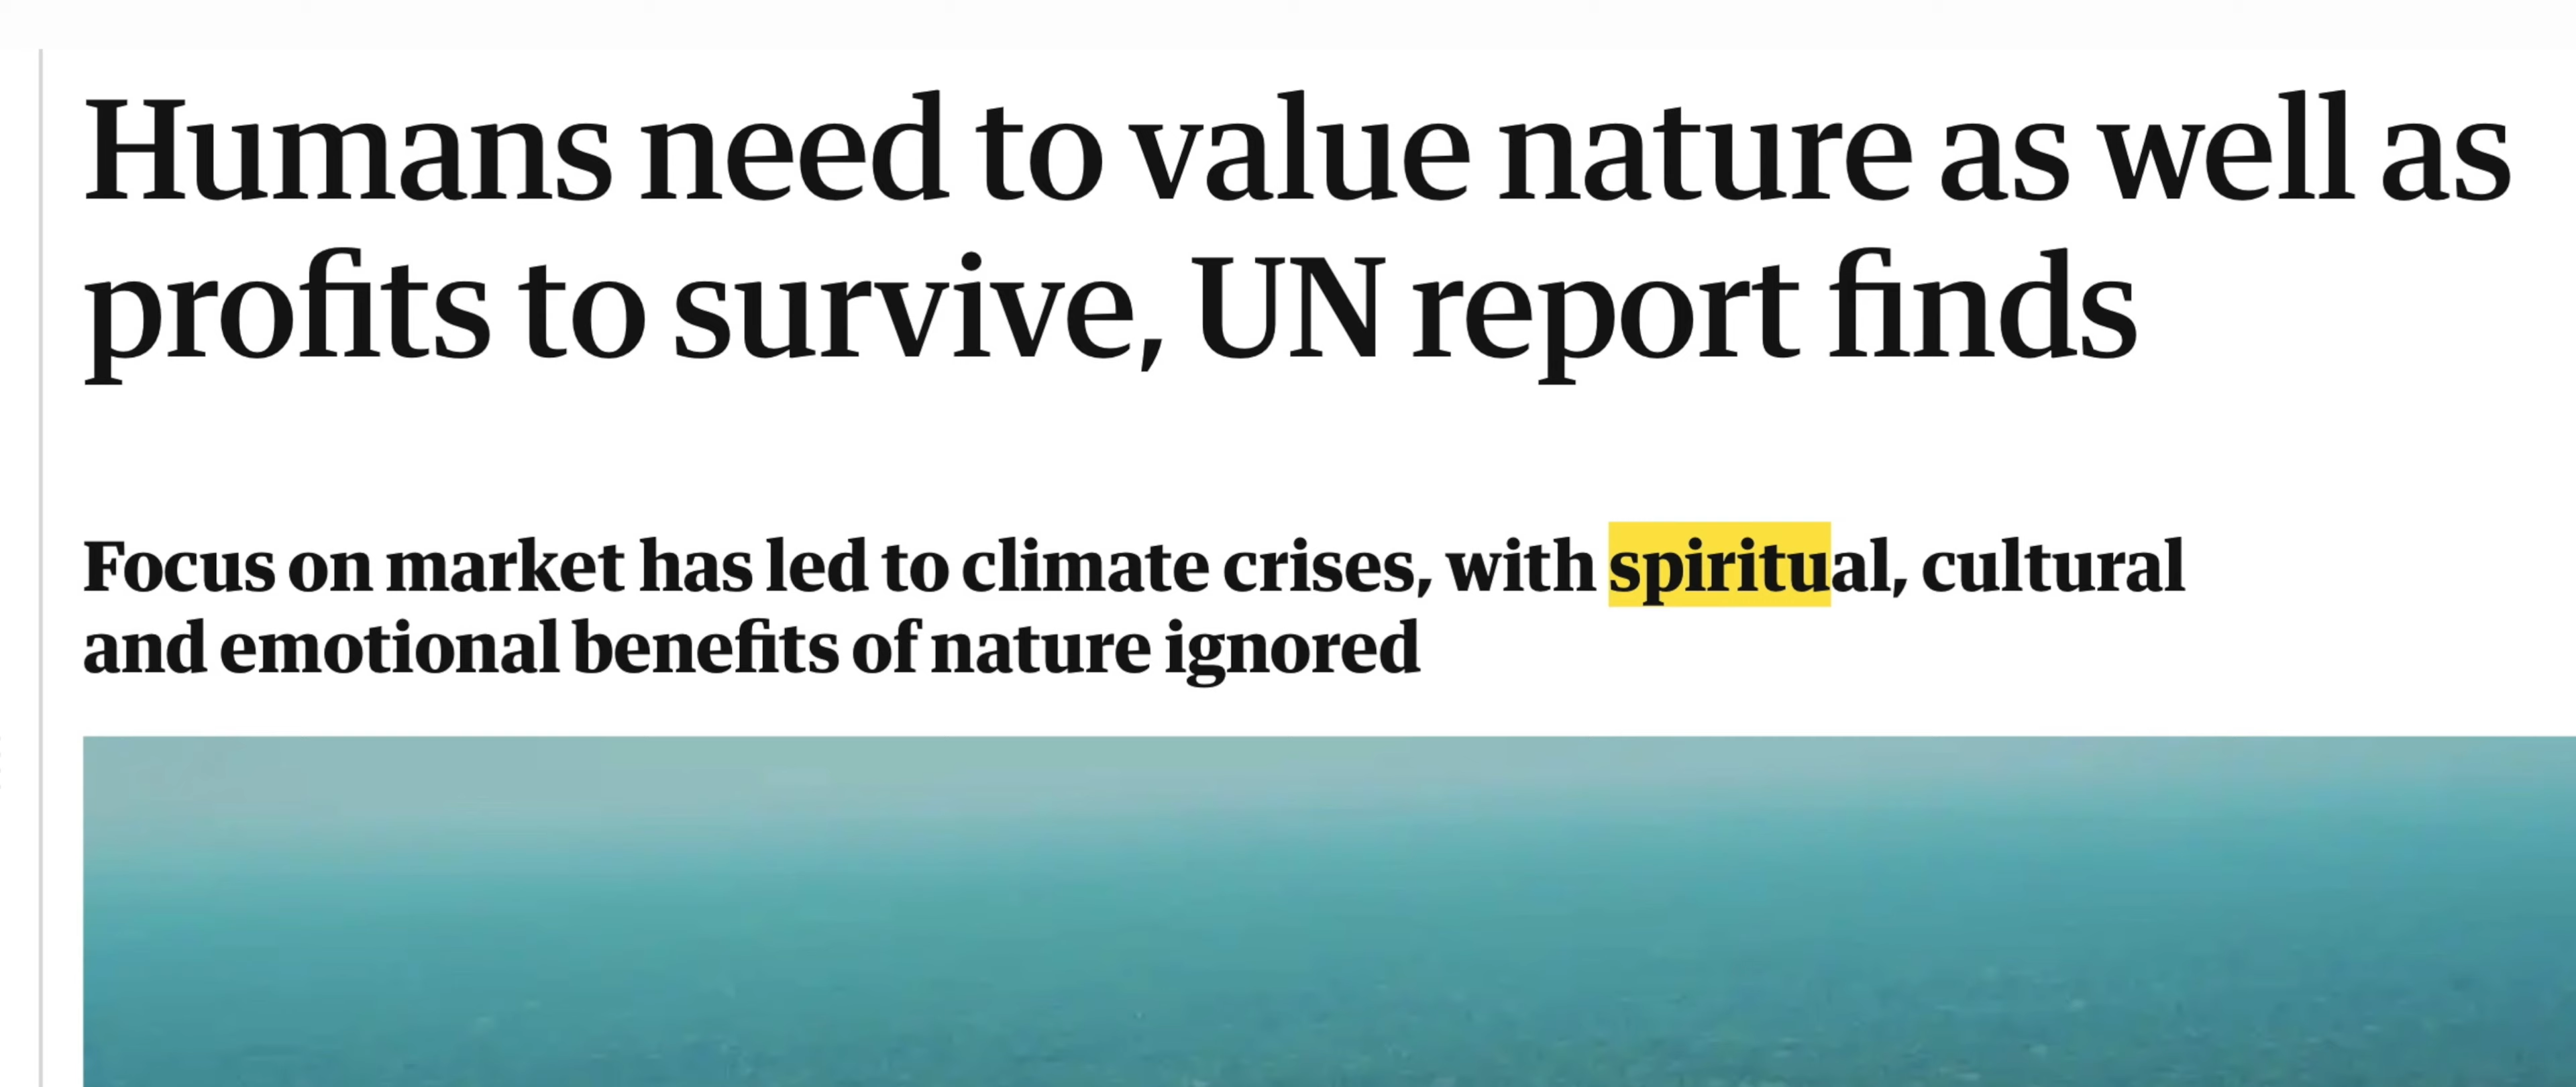 Humans need to value nature as well as
profits to survive, UN report finds
Focus on market has led to climate crises, with spiritual, cultural
and emotional benefits of nature ignored